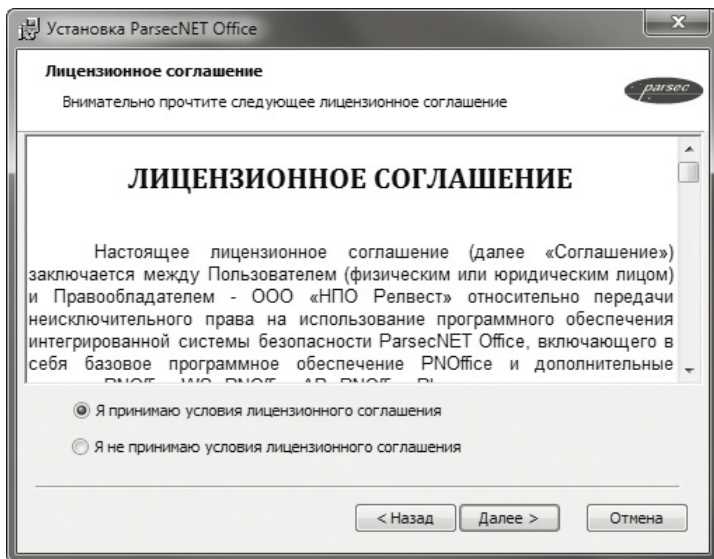 Установка ParsecNET Office
Лицензионное соглашение
Внимательно прочтите следующее лицензионное соглашение
parsec
ЛИЦЕНЗИОННОЕ СОГЛАШЕНИЕ
Настоящее лицензионное соглашение (далее «Соглашение»)
заключается между Пользователем (физическим или юридическим лицом)
и Правообладателем - ООО «НПО Релвест» относительно передачи
неисключительного права на использование программного обеспечения
интегрированной системы безопасности ParsecNET Office, включающего в
себя базовое программное обеспечение PNOffice и дополнительные
Я принимаю условия лицензионного соглашения
Я не принимаю условия лицензионного соглашения
< Назад
Далее >
Отмена